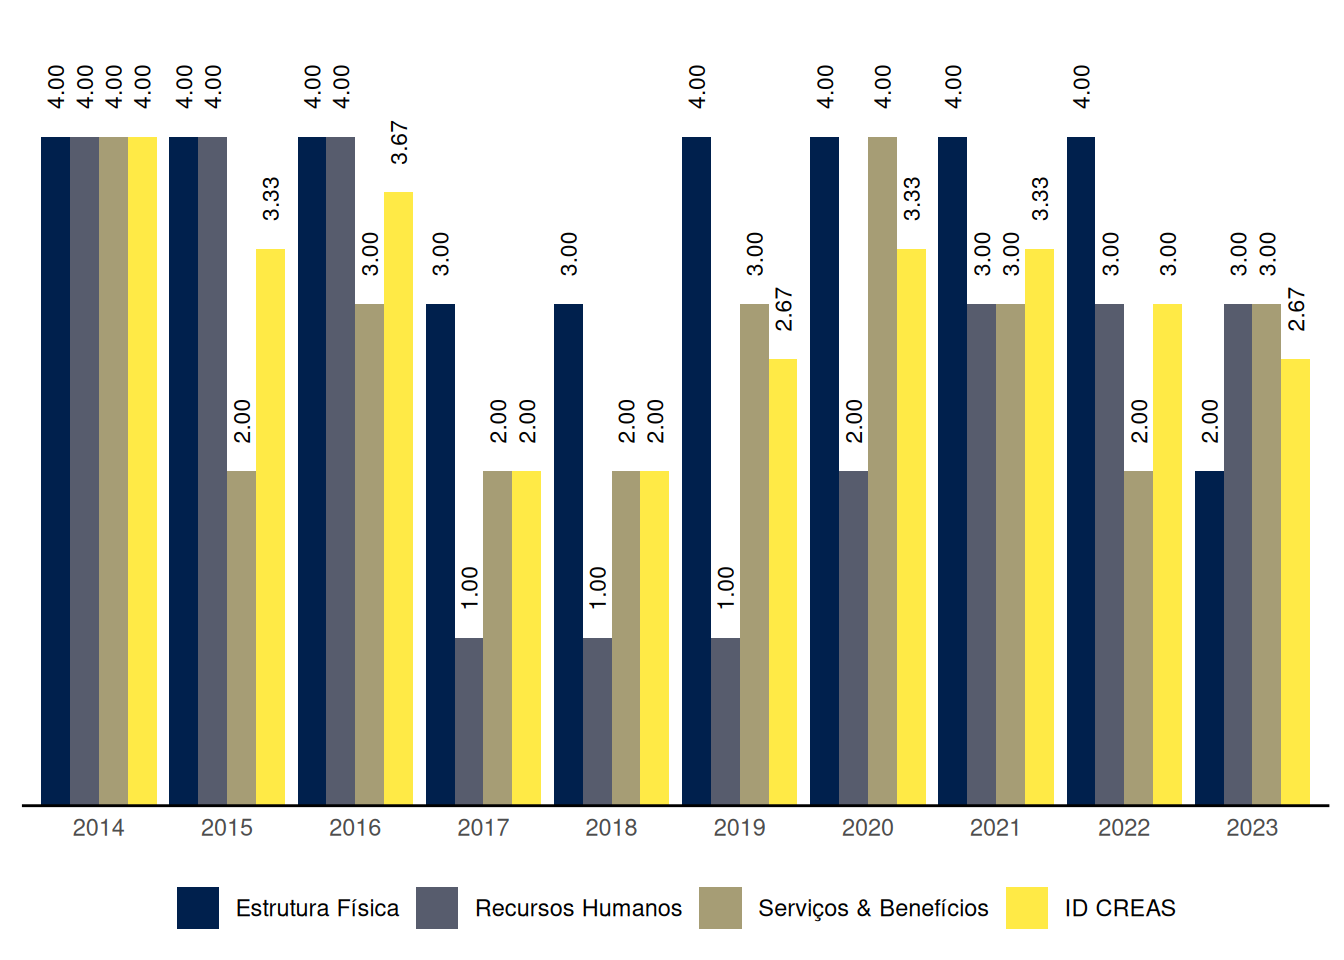 4.00 4.00 4.00 4.00 4.00 4.00 3.33 2.00 4.00 4.00 3.00 3.67 3.00 1.00 2.00 2.00 3.00 1.00 2.00 2.00 4.00 1.00 3.00 2.67 4.00 2.00 4.00 3.33 4.00 3.00 3.00 3.33 4.00 3.00 2.00 3.00 2.00 3.00 3.00 2.67
2014 2015 2016 2017 2018 2019 2020 2021 2022 2023
Estrutura Física Recursos Humanos Serviços & Benefícios ID CREAS